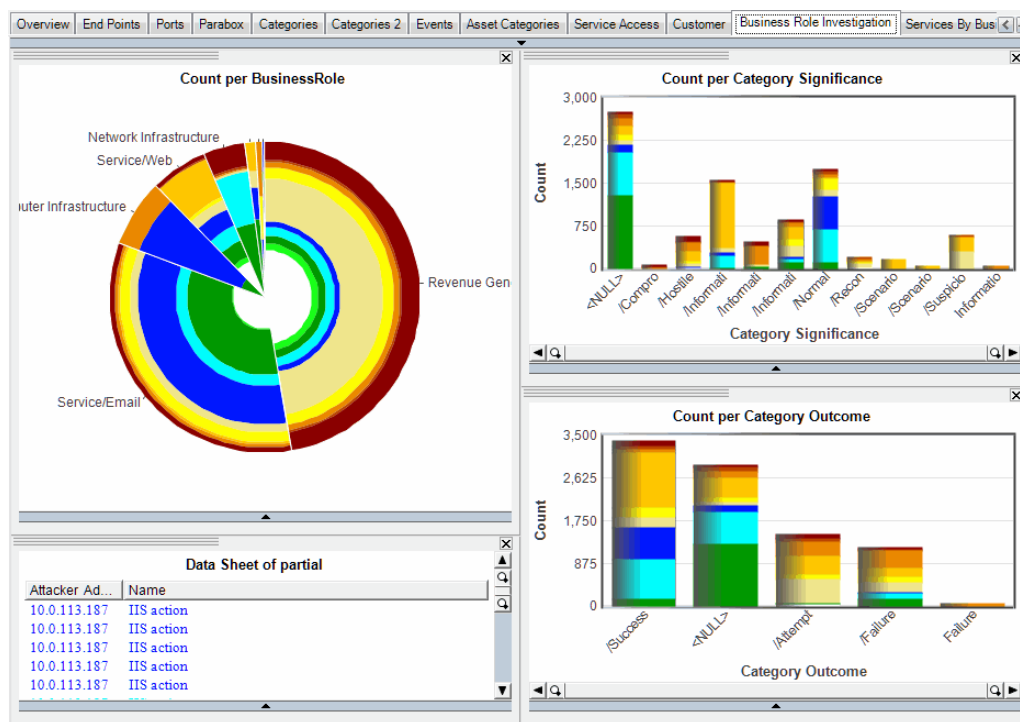 Overview End Points Ports Parabox Categories Categories 2 Events Asset Categories Service Access Customer Business Role Investigation Services By Bus
Count per BusinessRole
Network Infrastructure
Service/Web
uter Infrastructure
Revenue Gen
Service/Email
Data Sheet of partial
Attacker Ad... Name
10.0.113.187 IIS action
10.0.113.187 IIS action
10.0.113.187 IIS action
10.0.113.187 IIS action
10.0.113.187 IIS action
Count per Category Significance
3,000
2,250
1,500
750
0
Count
<NULL> /Compro /Hostile /Informati /Informati /Informati /Normal /Recon /Scenario /Scenario /Suspicio Informatio
Category Significance
Count per Category Outcome
3,500
2,625
1,750
875
0
Count
/Success <NULL> /Attempt /Failure Failure
Category Outcome